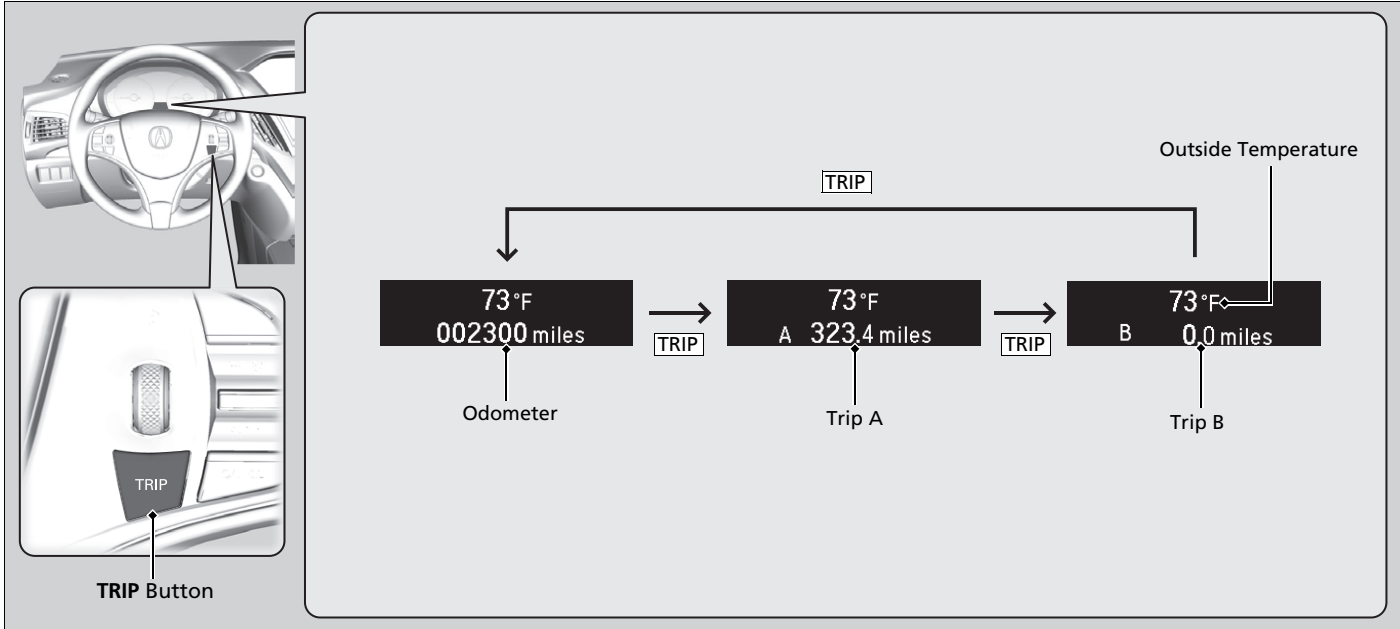 Outside Temperature
TRIP
73°F
002300 miles
TRIP
73°F
A 323.4 miles
TRIP
73°F
B 0.0 miles
Odometer
Trip A
Trip B
TRIP
TRIP Button